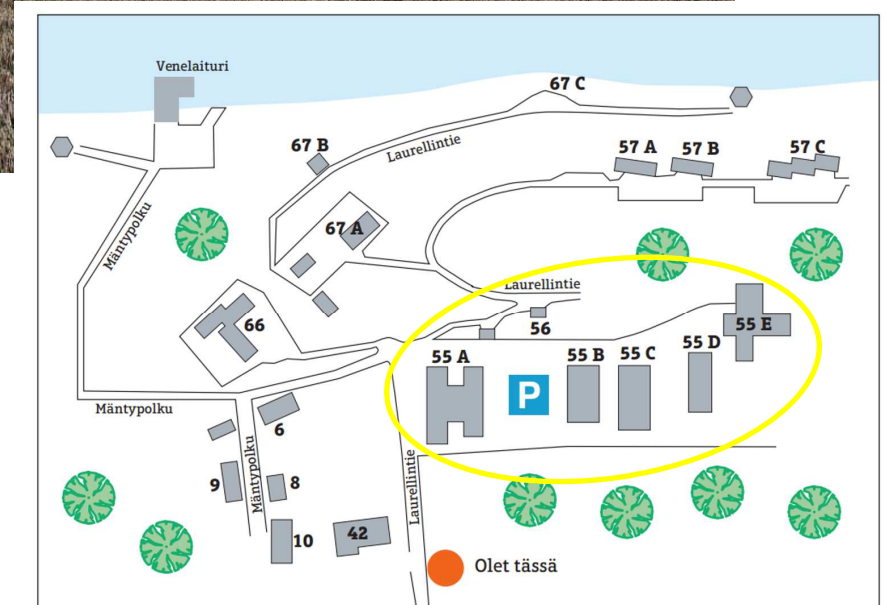 Venelaituri
67 C
67 B
Laurellintie
57 A
57 B
57 C
Mäntypolku
67 A
Laurellintie
66
56
55 E
55 A
55 B
55 C
55 D
P
Mäntypolku
6
Mäntypolku
Laurellintie
9
8
10
42
Olet tässä